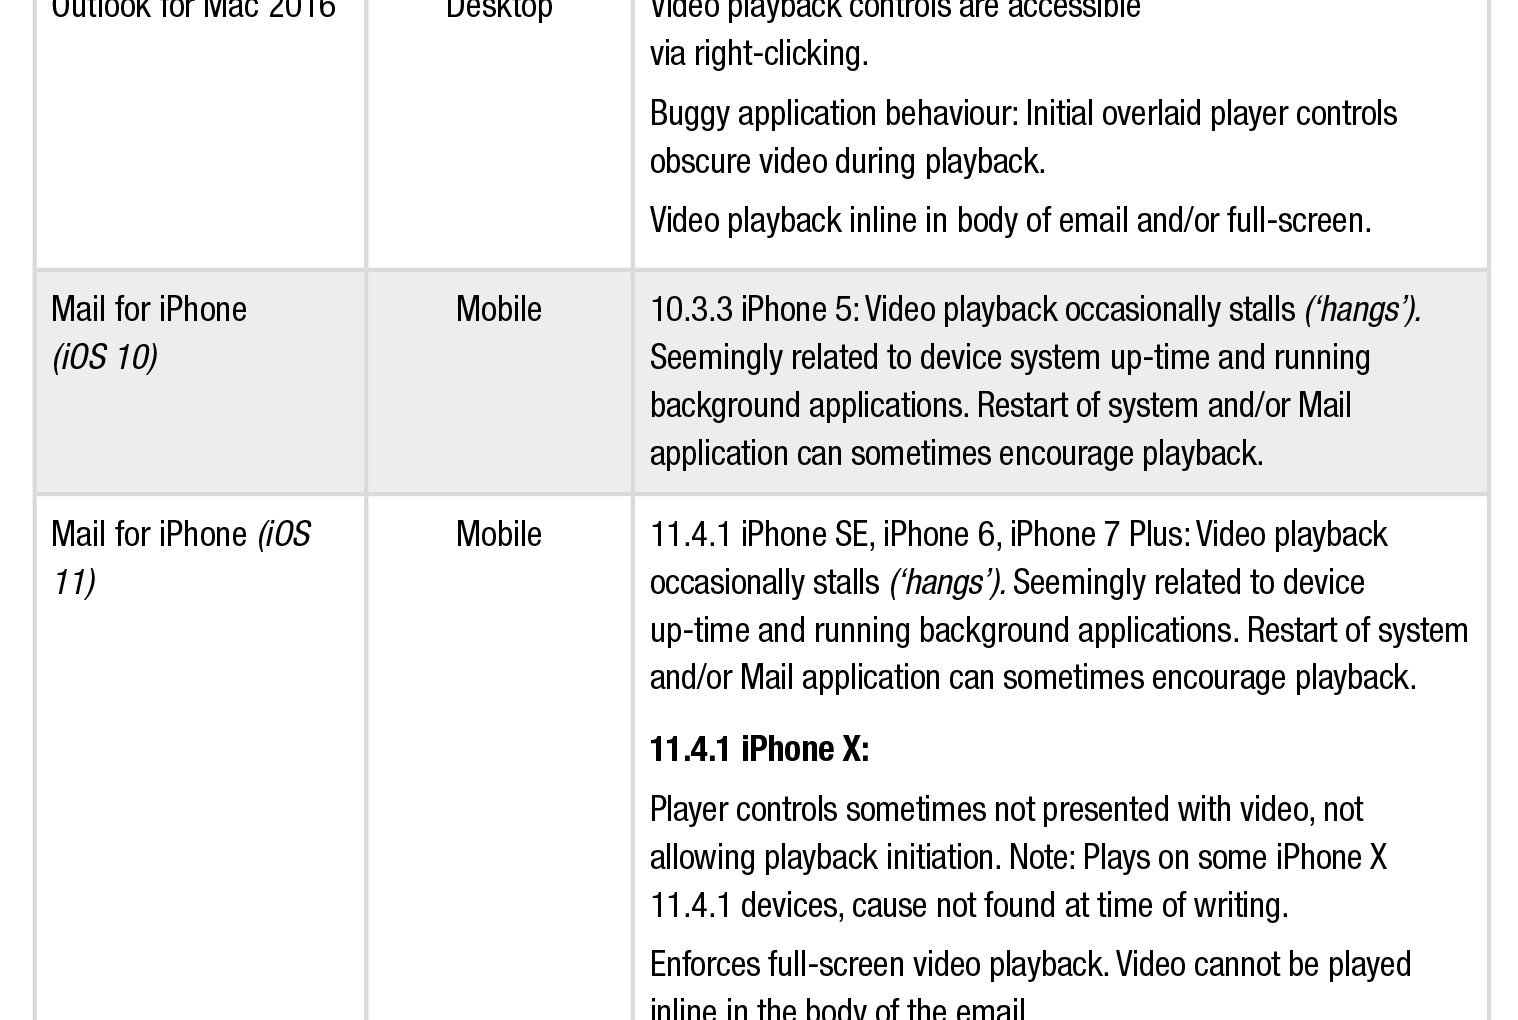 Outlook for Mac 2016
Desktop
Video playback controls are accessible
via right-clicking.
Buggy application behaviour: Initial overlaid player controls
obscure video during playback.
Video playback inline in body of email and/or full-screen.
Mail for iPhone
(iOS 10)
Mobile
10.3.3 iPhone 5: Video playback occasionally stalls (‘hangs’).
Seemingly related to device system up-time and running
background applications. Restart of system and/or Mail
application can sometimes encourage playback.
Mail for iPhone (iOS
11)
Mobile
11.4.1 iPhone SE, iPhone 6, iPhone 7 Plus: Video playback
occasionally stalls (‘hangs’). Seemingly related to device
up-time and running background applications. Restart of system
and/or Mail application can sometimes encourage playback.
11.4.1 iPhone X:
Player controls sometimes not presented with video, not
allowing playback initiation. Note: Plays on some iPhone X
11.4.1 devices, cause not found at time of writing.
Enforces full-screen video playback. Video cannot be played
inline in the body of the email